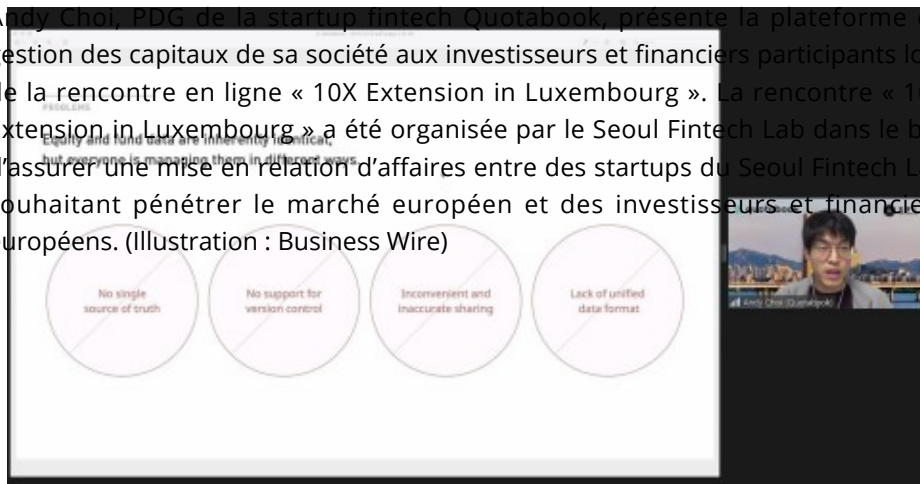 Andy Choi, PDG de la startup fintech Quotabook, présente la plateforme
estion des capitaux de sa société aux investisseurs et financiers participants lo
de la rencontre en ligne « 10X Extension in Luxembourg ». La rencontre « 1
xtension in Luxembourg » a été organisée par le Seoul Fintech Lab dans le b
d’assurer une mise en relation d’affaires entre des startups du Seoul Fintech La
ouhaitant pénétrer le marché européen et des investisseurs et financie
uropéens. (Illustration : Business Wire)
PROBLEMS
Equity and fund data are inherently identical,
but everyone is managing them in different ways.
No single
source of truth
No support for
version control
Inconvenient and
inaccurate sharing
Lack of unified
data format
Andy Choi (Quotabook)